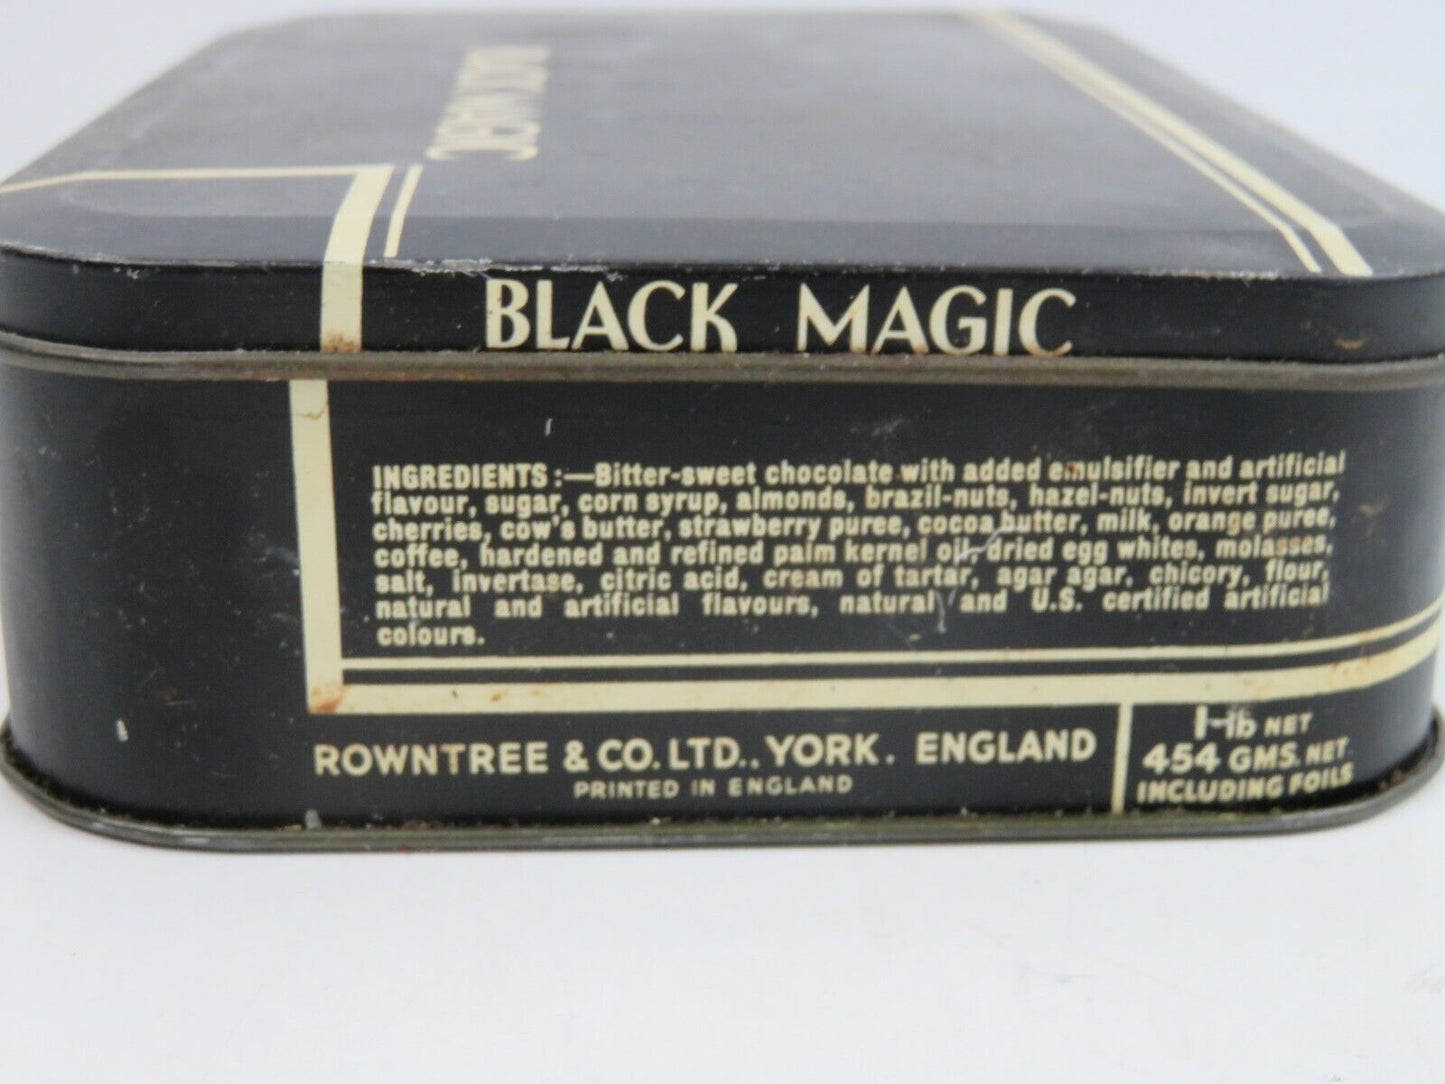 BLACK MAGIC
BLACK MAGIC
INGREDIENTS :—Bitter-sweet chocolate with added emulsifier and artificial
flavour, sugar, corn syrup, almonds, brazil-nuts, hazel-nuts, invert sugar,
cherries, cow's butter, strawberry puree, cocoa butter, milk, orange puree,
coffee, hardened and refined palm kernel oil, dried egg whites, molasses,
salt, invertase, citric acid, cream of tartar, agar agar, chicory, flour,
natural and artificial flavours, natural and U.S. certified artificial
colours.
ROWNTREE & CO. LTD., YORK, ENGLAND
PRINTED IN ENGLAND
1-lb NET
454 GMS. NET
INCLUDING FOILS